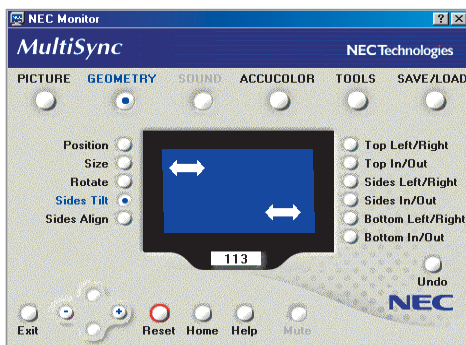 NEC Monitor
MultiSync
NEC Technologies
PICTURE GEOMETRY SOUND ACCUCOLOR TOOLS SAVE/LOAD
Position
Size
Rotate
Sides Tilt
Sides Align
Top Left/Right
Top In/Out
Sides Left/Right
Sides In/Out
Bottom Left/Right
Bottom In/Out
113
Undo
NEC
- +
Exit Reset Home Help Mute